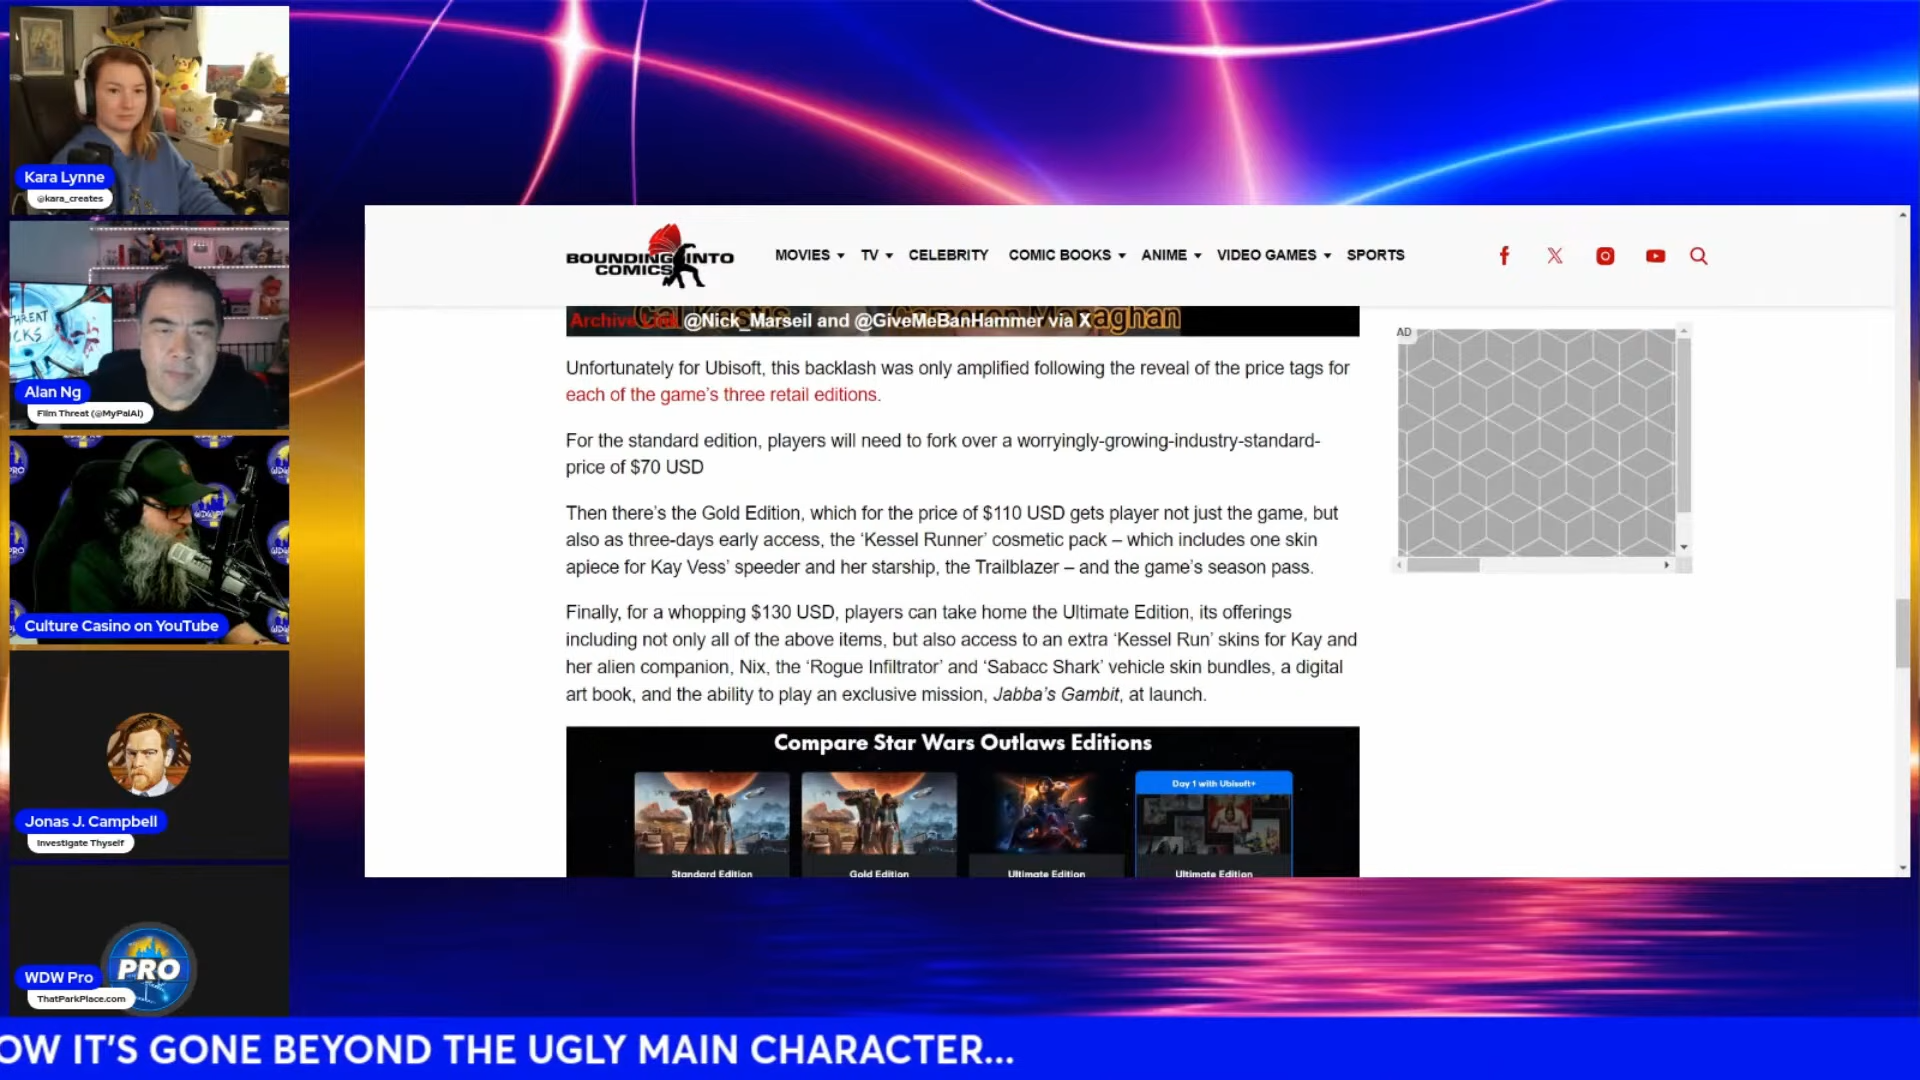 Kara Lynne
@kara_creates
THREAT
Alan Ng
Film Threat (@MyPalAl)
Culture Casino on YouTube
Jonas J. Campbell
Investigate Thyself
PRO
WDW Pro
ThatParkPlace.com
BOUNDING INTO
COMICS
MOVIES TV CELEBRITY COMIC BOOKS ANIME VIDEO GAMES SPORTS
Archive @Nick_Marseil and @GiveMeBanHammer via X
AD
Unfortunately for Ubisoft, this backlash was only amplified following the reveal of the price tags for
each of the game's three retail editions.
For the standard edition, players will need to fork over a worryingly-growing-industry-standard-
price of $70 USD
Then there's the Gold Edition, which for the price of $110 USD gets player not just the game, but
also as three-days early access, the 'Kessel Runner' cosmetic pack – which includes one skin
apiece for Kay Vess' speeder and her starship, the Trailblazer – and the game's season pass.
Finally, for a whopping $130 USD, players can take home the Ultimate Edition, its offerings
including not only all of the above items, but also access to an extra 'Kessel Run' skins for Kay and
her alien companion, Nix, the 'Rogue Infiltrator' and 'Sabacc Shark' vehicle skin bundles, a digital
art book, and the ability to play an exclusive mission, Jabba's Gambit, at launch.
Compare Star Wars Outlaws Editions
Day 1 with Ubisoft+
Standard Edition Gold Edition Ultimate Edition Ultimate Edition
OW IT'S GONE BEYOND THE UGLY MAIN CHARACTER...